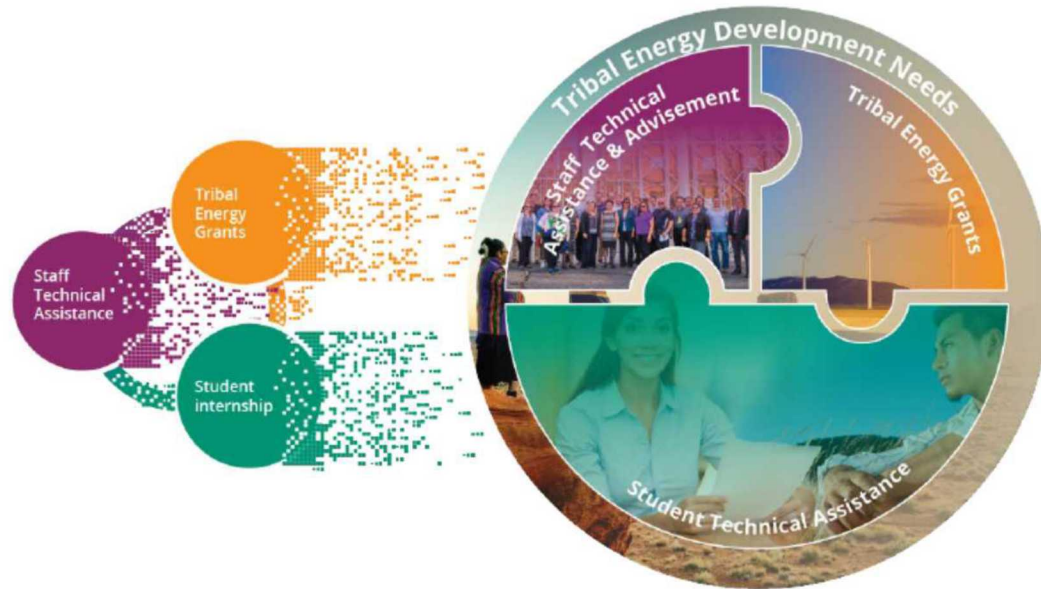 Tribal
Energy
Grants
Staff
Technical
Assistance
Student
internship
Tribal Energy Development Needs
Staff Technical
Assistance & Advisement
Tribal Energy Grants
Student Technical Assistance